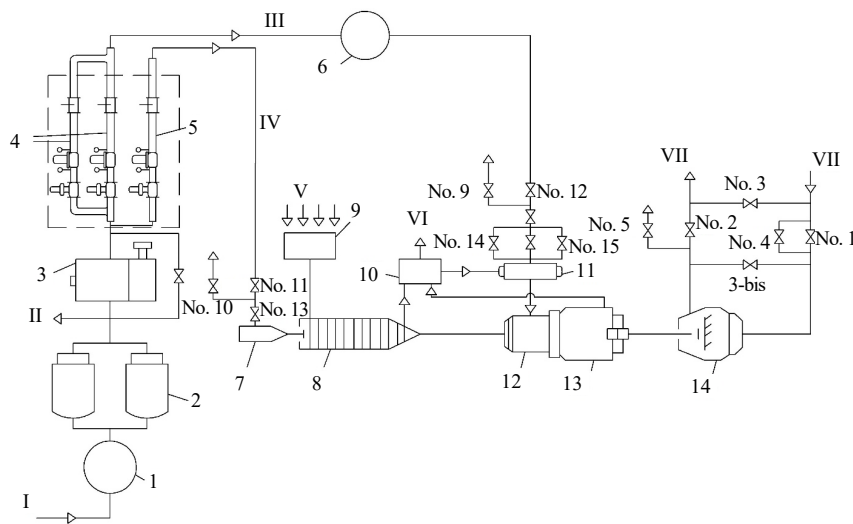 III
6
IV
4
5
VII
VII
No. 3
No. 9
No. 12
V
No. 5
No. 2
VI
9
No. 14
No. 15
No. 4
No. 1
3
10
11
No. 11
3-bis
No. 10
II
No. 13
7
8
12
13
14
2
1
I